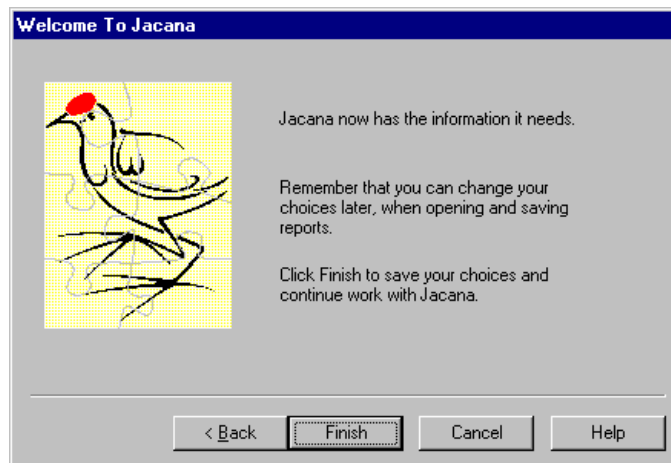 Welcome To Jacana
Jacana now has the information it needs.
Remember that you can change your
choices later, when opening and saving
reports.
Click Finish to save your choices and
continue work with Jacana.
< Back
Finish
Cancel
Help